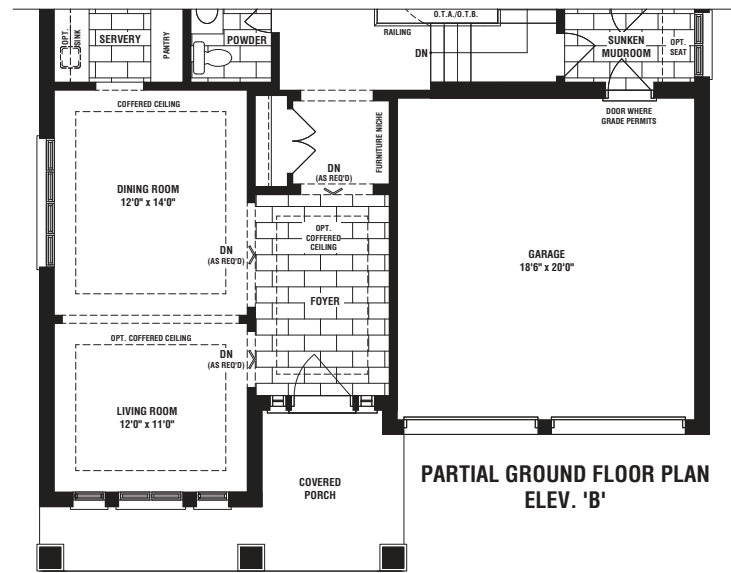 O.T.A./O.T.B.
RAILING
DN
OPT.
SINK
SERVERY
PANTRY
POWDER
SUNKEN
MUDROOM
OPT.
SEAT
DOOR WHERE
GRADE PERMITS
COFFERED CEILING
DINING ROOM
12'0" x 14'0"
FURNITURE NICHE
DN
(AS REQ'D)
OPT.
COFFERED
CEILING
DN
(AS REQ'D)
FOYER
GARAGE
18'6" x 20'0"
OPT. COFFERED CEILING
DN
(AS REQ'D)
LIVING ROOM
12'0" x 11'0"
COVERED
PORCH
PARTIAL GROUND FLOOR PLAN
ELEV. 'B'